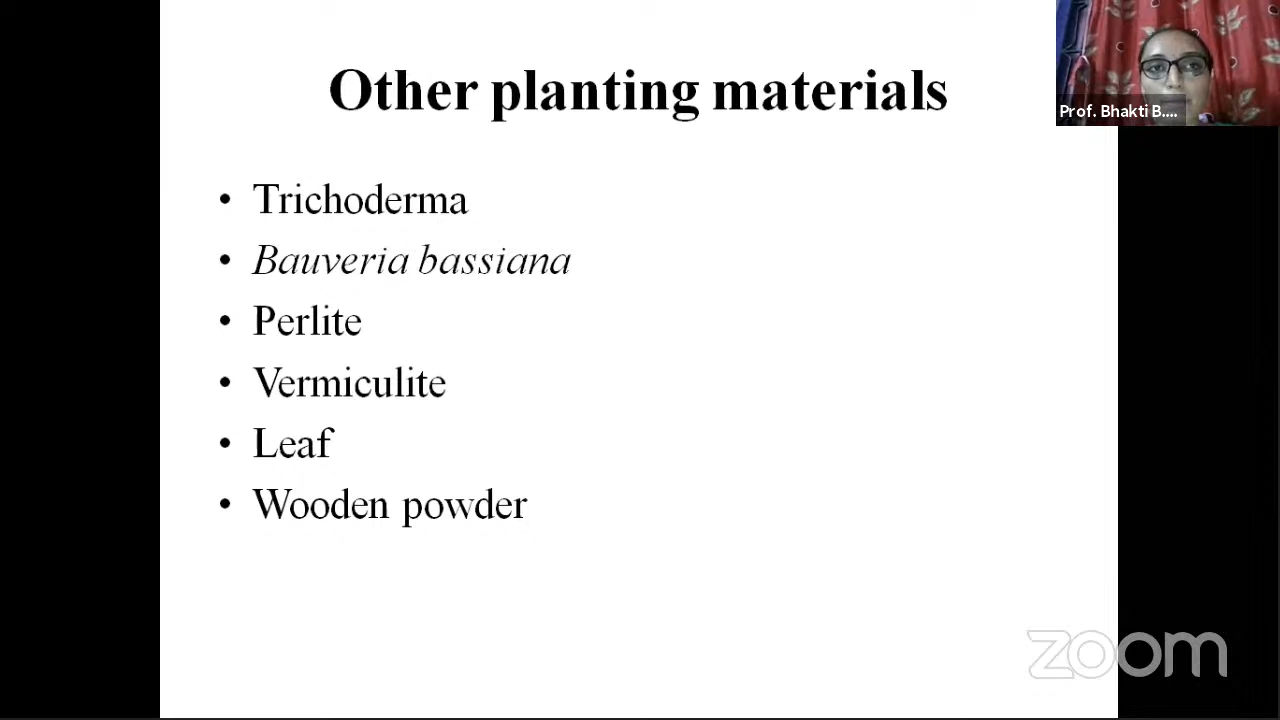 Other planting materials
Prof. Bhakti B....
• Trichoderma
• Bauveria bassiana
• Perlite
• Vermiculite
• Leaf
• Wooden powder
zoom